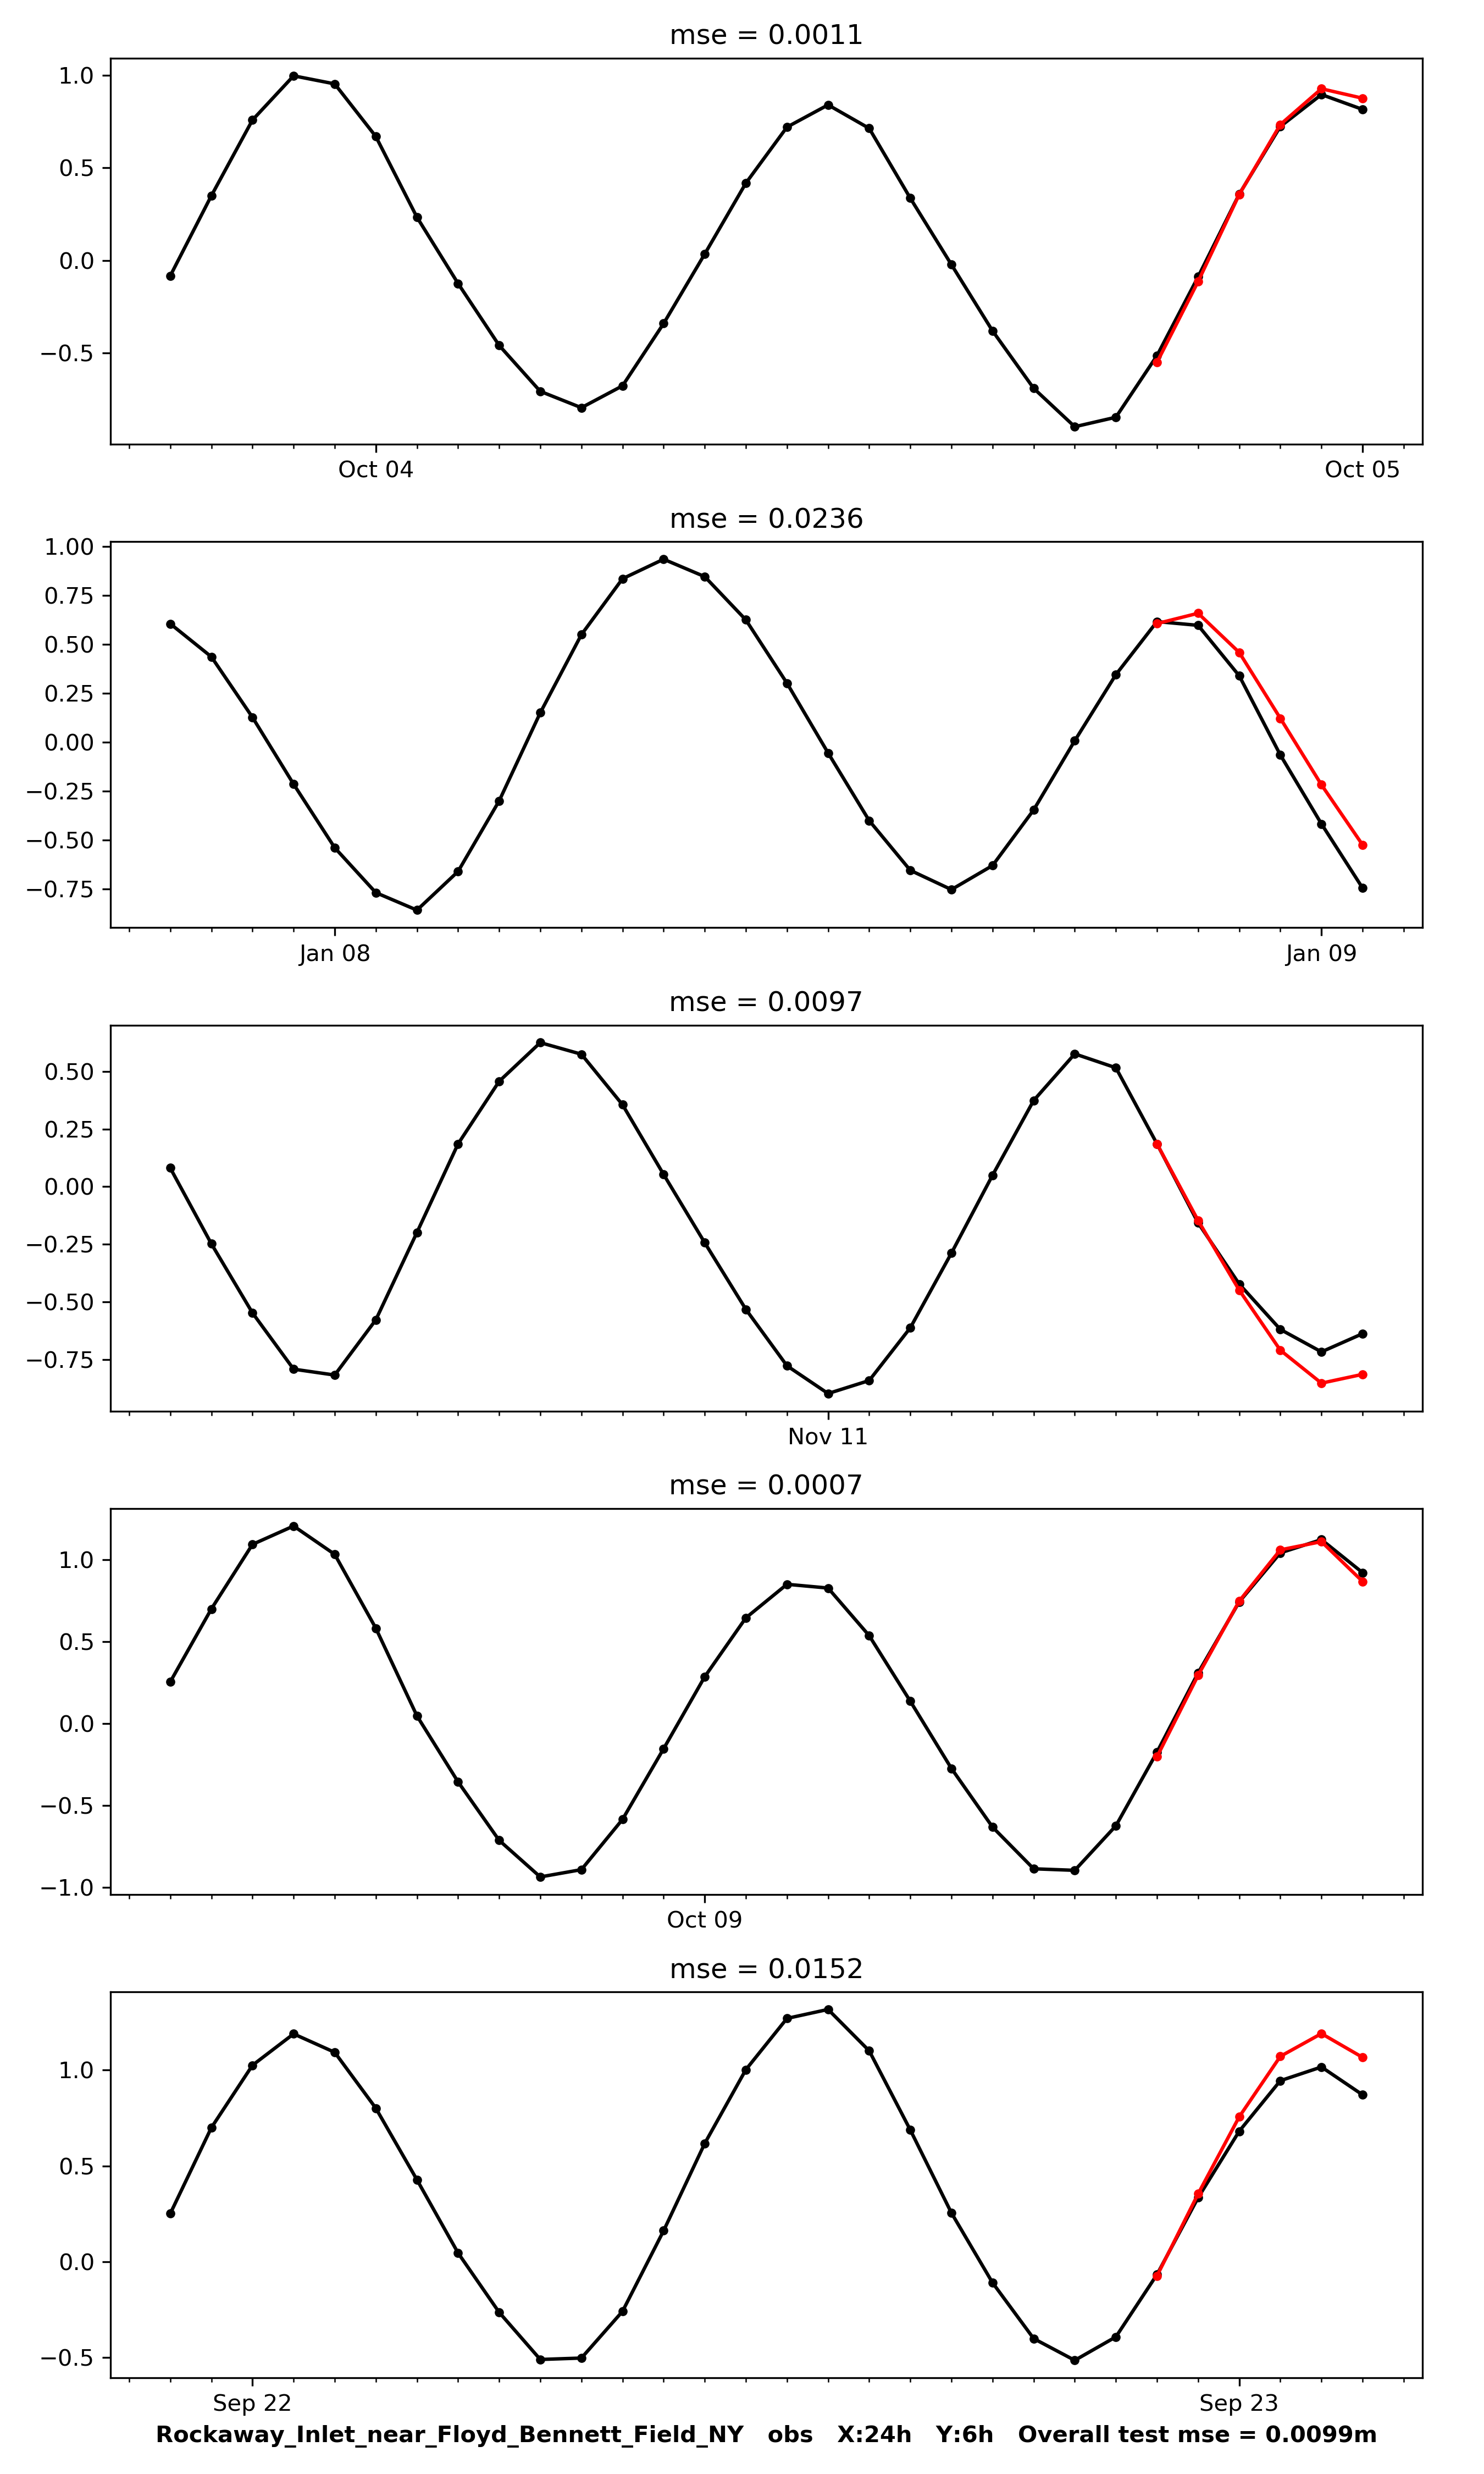 mse = 0.0011
1.0
0.5
0.0
−0.5
Oct 04 Oct 05
mse = 0.0236
1.00
0.75
0.50
0.25
0.00
−0.25
−0.50
−0.75
Jan 08 Jan 09
mse = 0.0097
0.50
0.25
0.00
−0.25
−0.50
−0.75
Nov 11
mse = 0.0007
1.0
0.5
0.0
−0.5
−1.0
Oct 09
mse = 0.0152
1.0
0.5
0.0
−0.5
Sep 22 Sep 23
Rockaway_Inlet_near_Floyd_Bennett_Field_NY obs X:24h Y:6h Overall test mse = 0.0099m